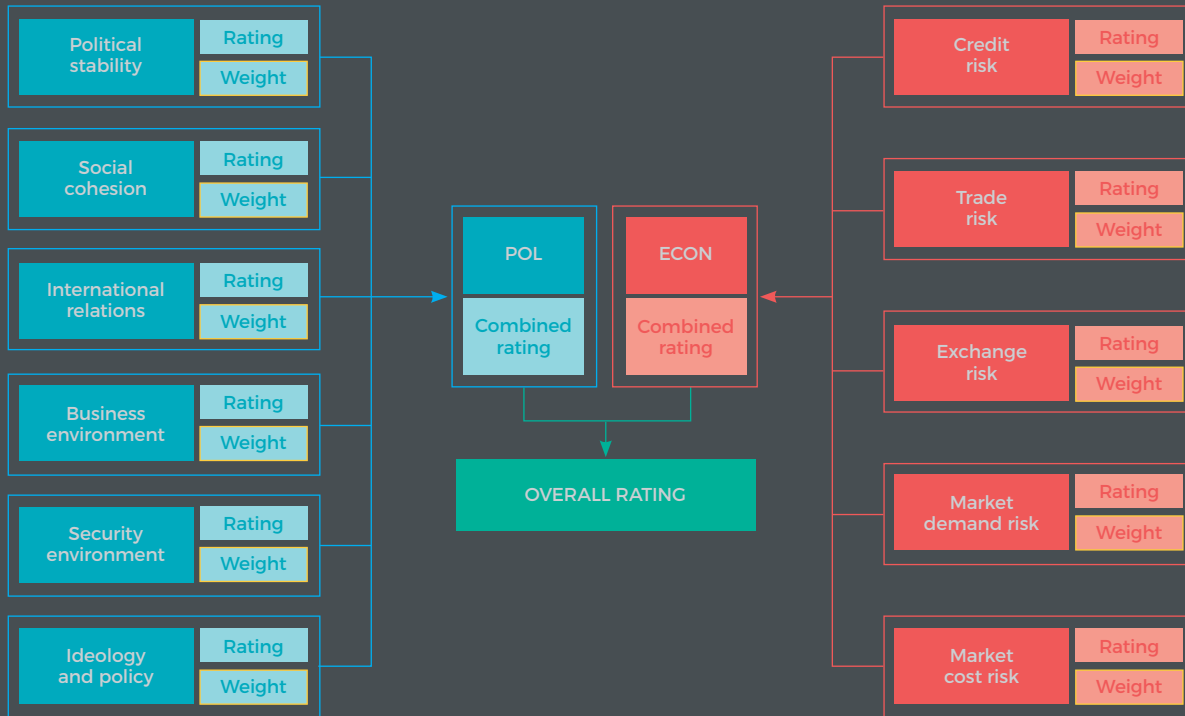 Political
stability
Rating
Weight
Social
cohesion
Rating
Weight
International
relations
Rating
Weight
Business
environment
Rating
Weight
Security
environment
Rating
Weight
Ideology
and policy
Rating
Weight
POL
Combined
rating
ECON
Combined
rating
OVERALL RATING
Credit
risk
Rating
Weight
Trade
risk
Rating
Weight
Exchange
risk
Rating
Weight
Market
demand risk
Rating
Weight
Market
cost risk
Rating
Weight